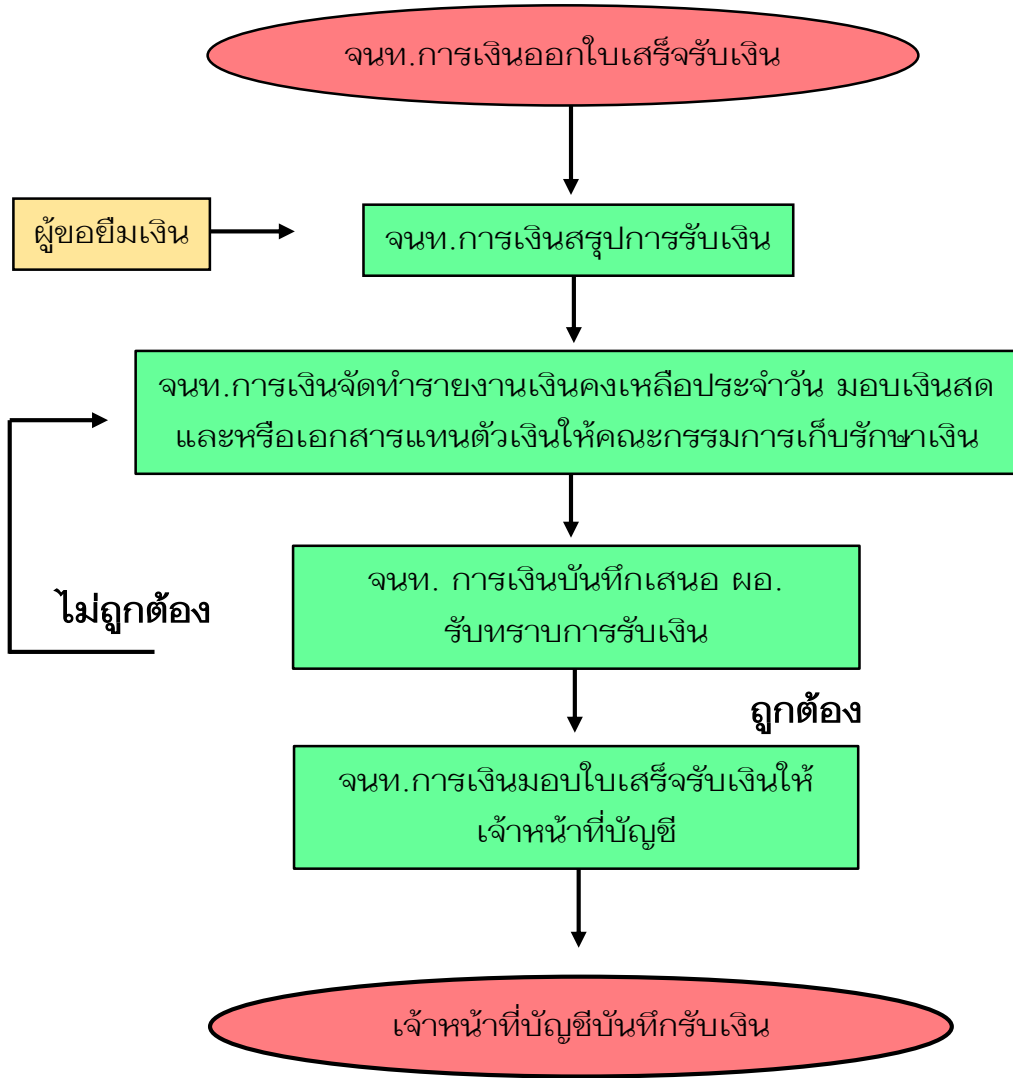 จนท.การเงินออกใบเสร็จรับเงิน
ผู้ขอยืมเงิน
จนท.การเงินสรุปการรับเงิน
จนท.การเงินจัดทำรายงานเงินคงเหลือประจำวัน มอบเงินสด
และหรือเอกสารแทนตัวเงินให้คณะกรรมการเก็บรักษาเงิน
จนท. การเงินบันทึกเสนอ ผอ.
รับทราบการรับเงิน
ไม่ถูกต้อง
ถูกต้อง
จนท.การเงินมอบใบเสร็จรับเงินให้
เจ้าหน้าที่บัญชี
เจ้าหน้าที่บัญชีบันทึกรับเงิน